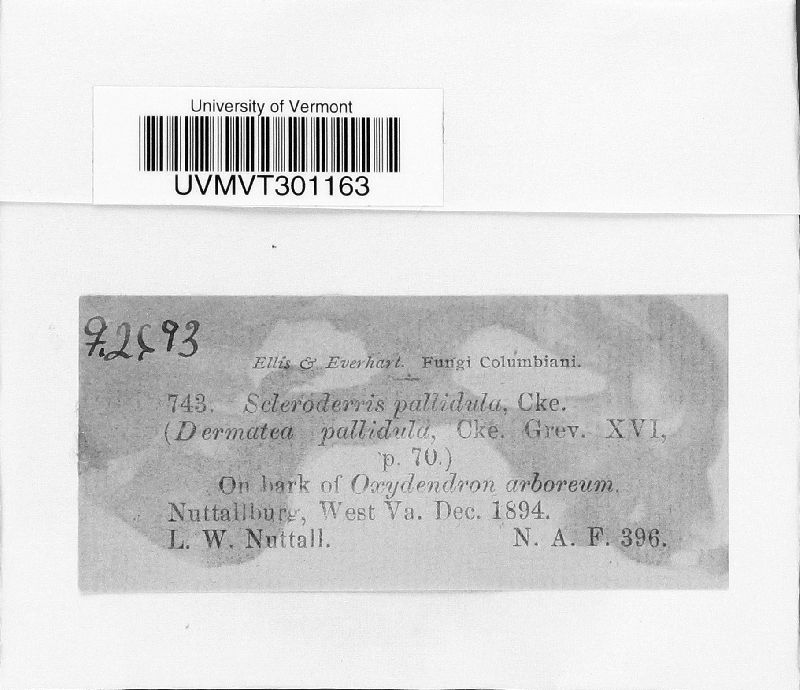 University of Vermont
UVMVT301163
Ellis & Everhart. Fungi Columbiani.
743. Scleroderris pallidula, Cke.
(Dermatea pallidula, Cke. Grev. XVI,
p. 70.)
On bark of Oxydendron arboreum.
Nuttallburg, West Va. Dec. 1894.
L. W. Nuttall. N. A. F. 396.